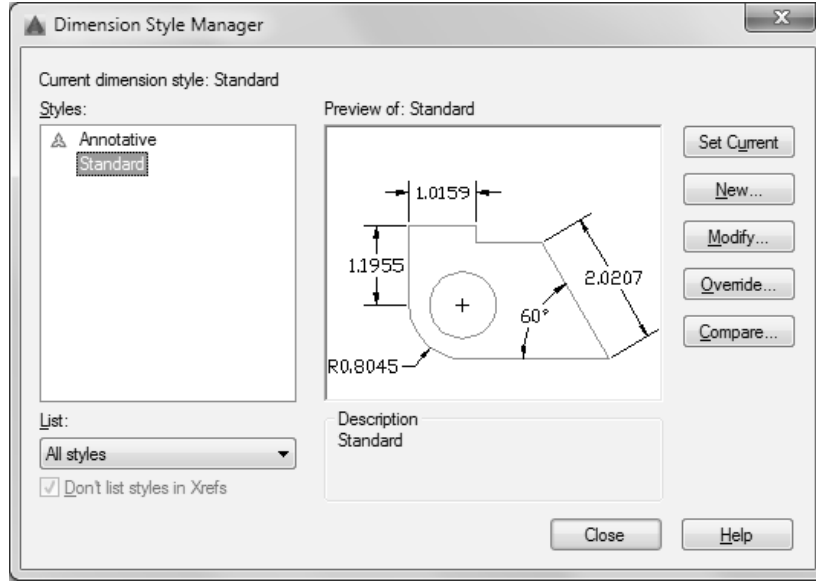 Dimension Style Manager
Current dimension style: Standard
Styles:
Annotative
Standard
Preview of: Standard
1.0159
1.1955
2.0207
60°
R0.8045
Set Current
New...
Modify...
Override...
Compare...
List:
All styles
Don't list styles in Xrefs
Description
Standard
Close
Help